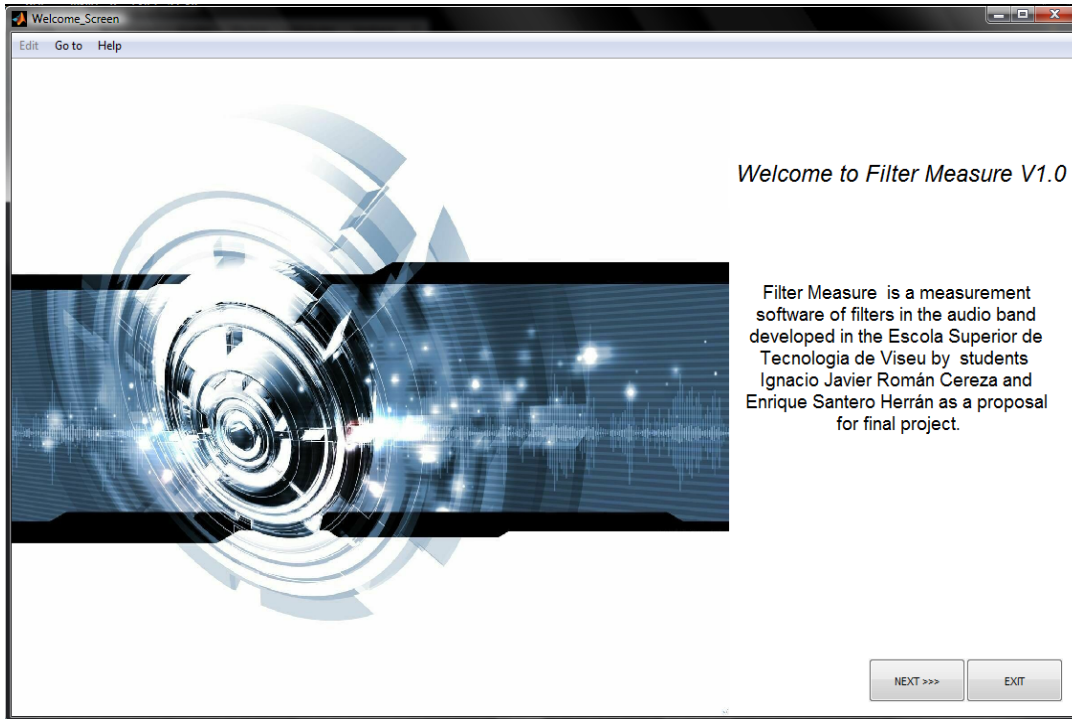 Welcome_Screen
Edit Go to Help
Welcome to Filter Measure V1.0
Filter Measure is a measurement
software of filters in the audio band
developed in the Escola Superior de
Tecnologia de Viseu by students
Ignacio Javier Román Cereza and
Enrique Santero Herrán as a proposal
for final project.
NEXT >>> EXIT